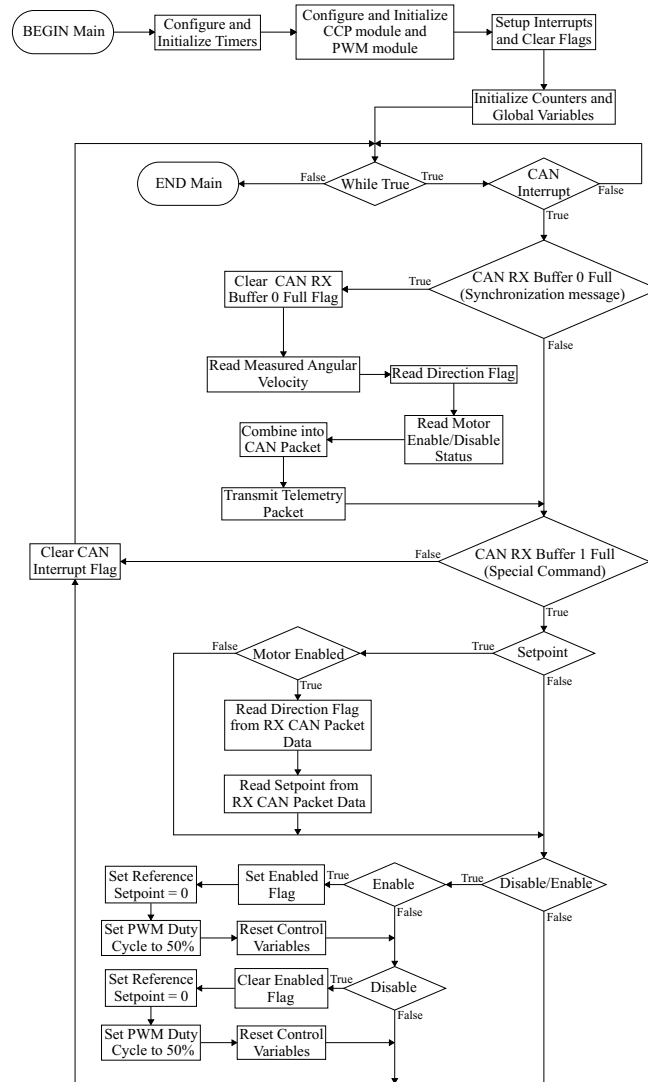 BEGIN Main
Configure and
Initialize Timers
Configure and Initialize
CCP module and
PWM module
Setup Interrupts
and Clear Flags
Initialize Counters and
Global Variables
END Main
False
While True
True
CAN
Interrupt
False
True
Clear CAN RX
Buffer 0 Full Flag
True
CAN RX Buffer 0 Full
(Synchronization message)
False
Read Measured Angular
Velocity
Read Direction Flag
Read Motor
Enable/Disable
Status
Combine into
CAN Packet
Transmit Telemetry
Packet
Clear CAN
Interrupt Flag
False
CAN RX Buffer 1 Full
(Special Command)
True
False
Motor Enabled
True
Setpoint
True
False
Read Direction Flag
from RX CAN Packet
Data
Read Setpoint from
RX CAN Packet Data
Set Reference
Setpoint = 0
Set Enabled
Flag
True
Enable
True
Disable/Enable
False
False
Set PWM Duty
Cycle to 50%
Reset Control
Variables
Set Reference
Setpoint = 0
Clear Enabled
Flag
True
Disable
False
Set PWM Duty
Cycle to 50%
Reset Control
Variables